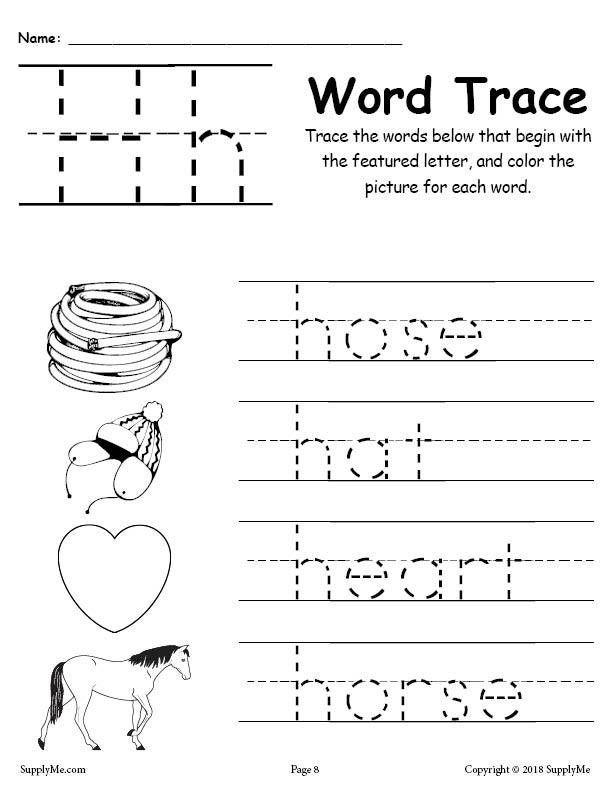 Name:
Hh
Word Trace
Trace the words below that begin with
the featured letter, and color the
picture for each word.
hose
hat
heart
horse
SupplyMe.com
Page 8
Copyright © 2018 SupplyMe